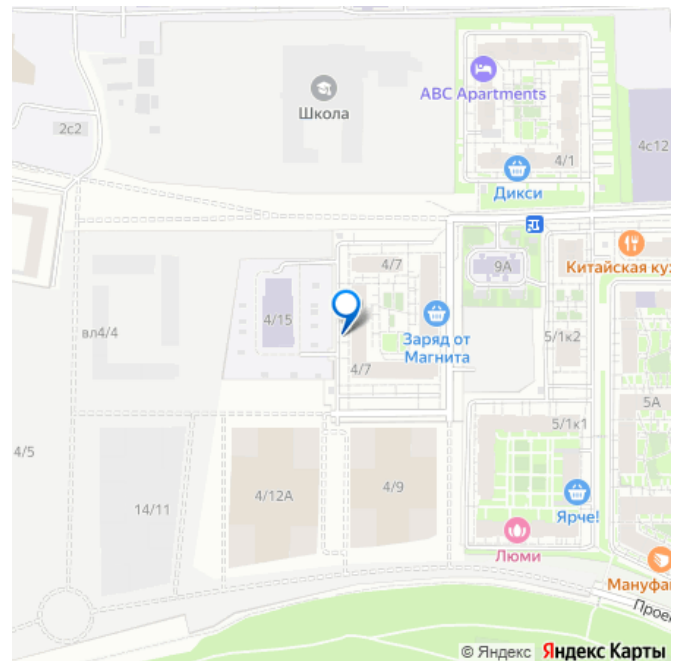 2с2
Школа
ABC Apartments
4с12
4/1
Дикси
Китайская кух
4/7
9А
4/15
Заряд от
Магнита
вл4/4
5/1к2
4/7
5А
5/1к1
4/5
4/12А
4/9
14/11
Ярче!
Люми
Мануфа
Проек
© Яндекс Яндекс Карты